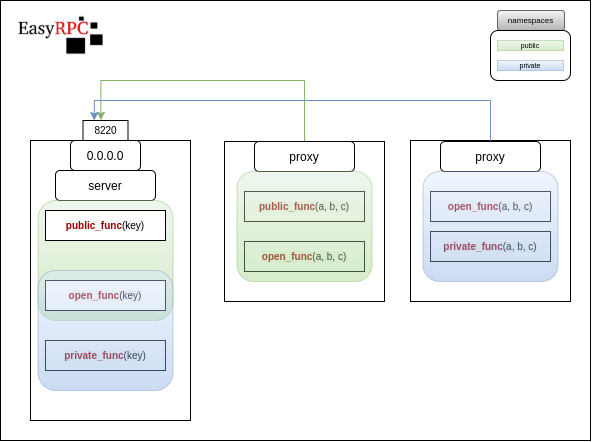 EasyRPC
namespaces
public
private
8220
0.0.0.0
server
public_func(key)
open_func(key)
private_func(key)
proxy
public_func(a, b, c)
open_func(a, b, c)
proxy
open_func(a, b, c)
private_func(a, b, c)